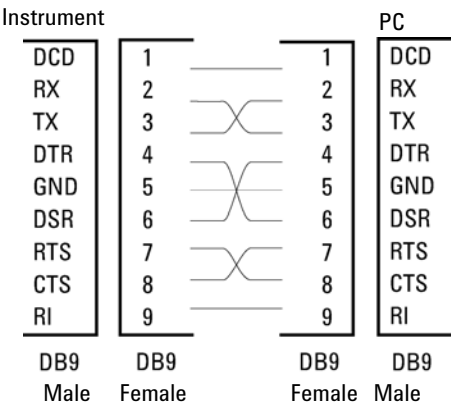 Instrument PC
DCD 1 1 DCD
RX 2 2 RX
TX 3 3 TX
DTR 4 4 DTR
GND 5 5 GND
DSR 6 6 DSR
RTS 7 7 RTS
CTS 8 8 CTS
RI 9 9 RI
DB9 DB9 DB9 DB9
Male Female Female Male